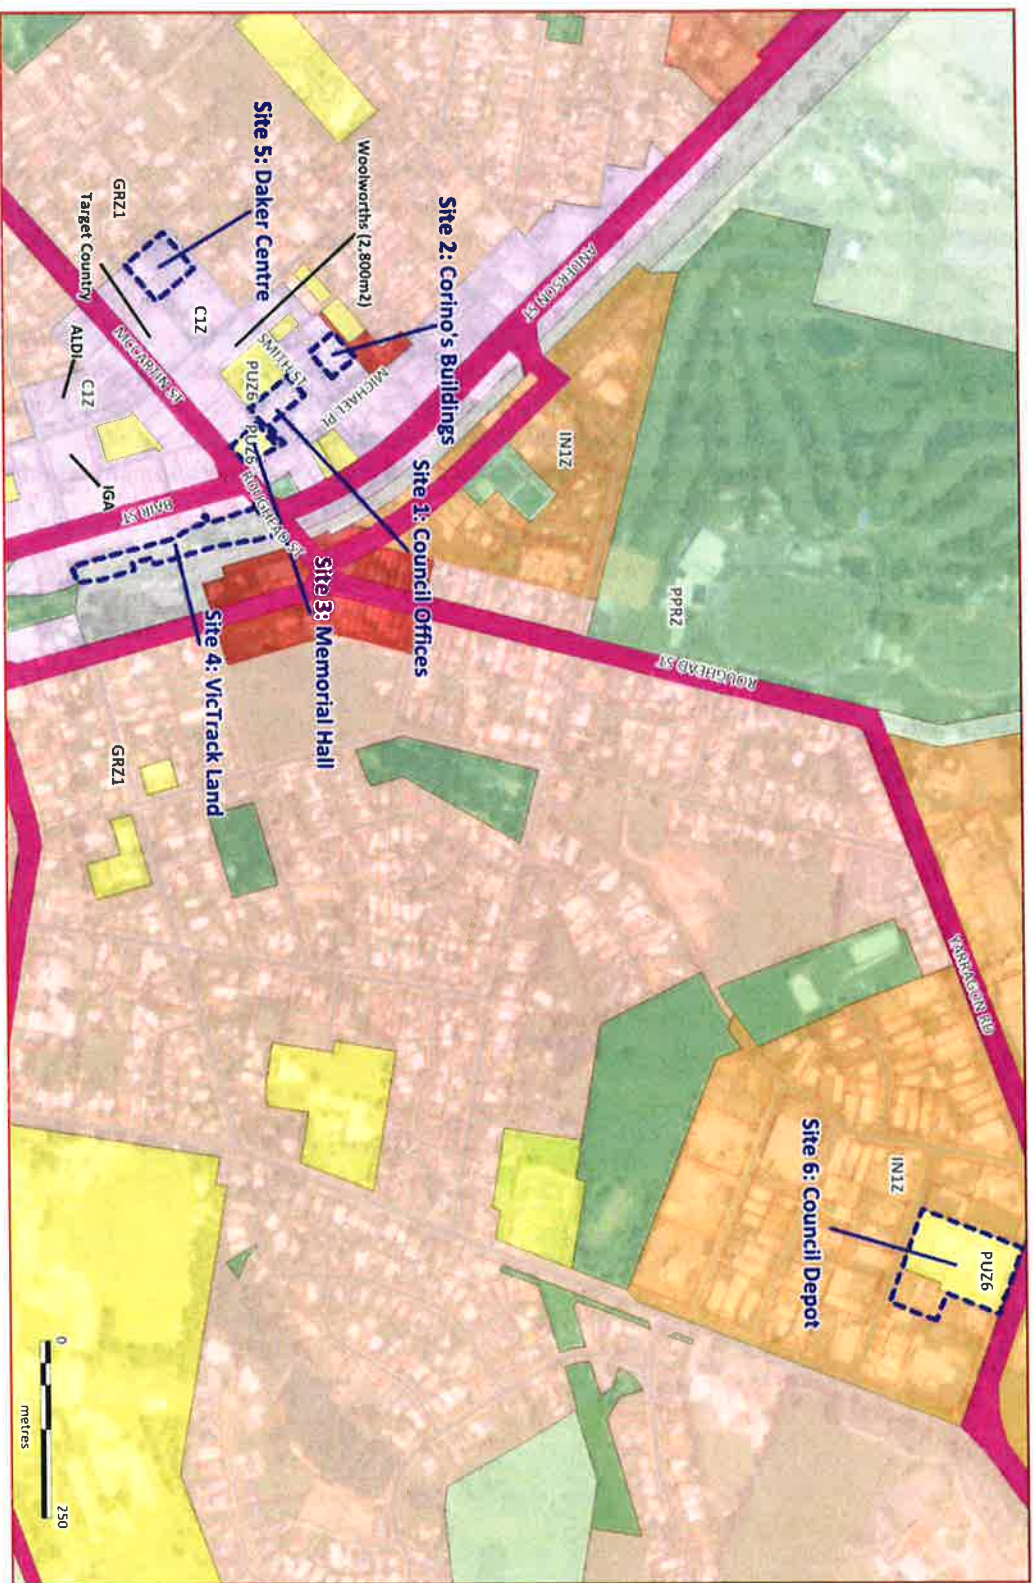 Site 5: Daker Centre
Woolworths (2,800m2)
Site 2: Corino's Buildings
Site 1: Council Offices
Site 3: Memorial Hall
Site 4: VicTrack Land
Site 6: Council Depot
GRZ1
Target Country
ALDI
IGA
C1Z
C1Z
MCCARTIN ST
SMITH ST
PUZ6
PUZ6
MICHAEL PL
ANDERSON ST
BAIR ST
ROUGHEAD ST
IN1Z
PPRZ
ROUGHEAD ST
GRZ1
YARRAGON RD
IN1Z
PUZ6
0
250
metres